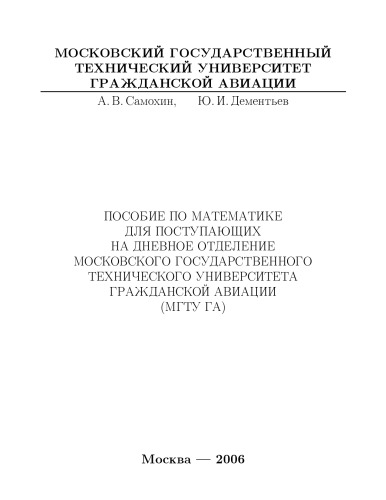 МОСКОВСКИЙ ГОСУДАРСТВЕННЫЙ
ТЕХНИЧЕСКИЙ УНИВЕРСИТЕТ
ГРАЖДАНСКОЙ АВИАЦИИ
А. В. Самохин, Ю. И. Дементьев
ПОСОБИЕ ПО МАТЕМАТИКЕ
ДЛЯ ПОСТУПАЮЩИХ
НА ДНЕВНОЕ ОТДЕЛЕНИЕ
МОСКОВСКОГО ГОСУДАРСТВЕННОГО
ТЕХНИЧЕСКОГО УНИВЕРСИТЕТА
ГРАЖДАНСКОЙ АВИАЦИИ
(МГТУ ГА)
Москва — 2006